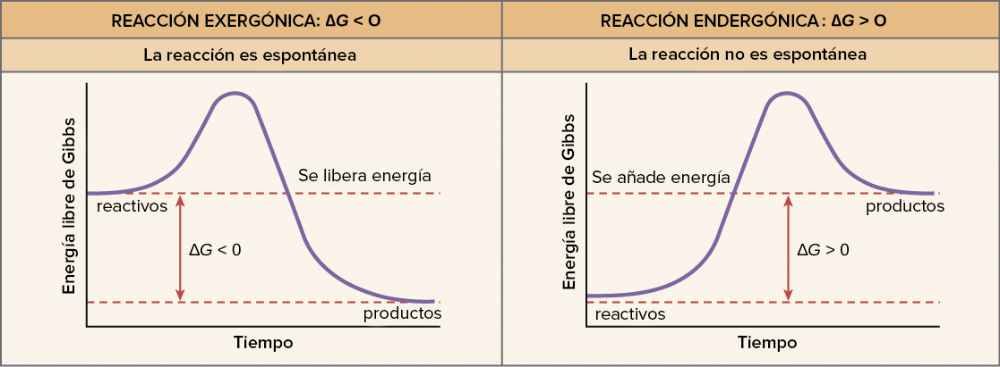 REACCIÓN EXERGÓNICA: ΔG < O
La reacción es espontánea
Energía libre de Gibbs
Se libera energía
reactivos
ΔG < 0
productos
Tiempo
REACCIÓN ENDERGÓNICA: ΔG > O
La reacción no es espontánea
Energía libre de Gibbs
Se añade energía
productos
ΔG > 0
reactivos
Tiempo